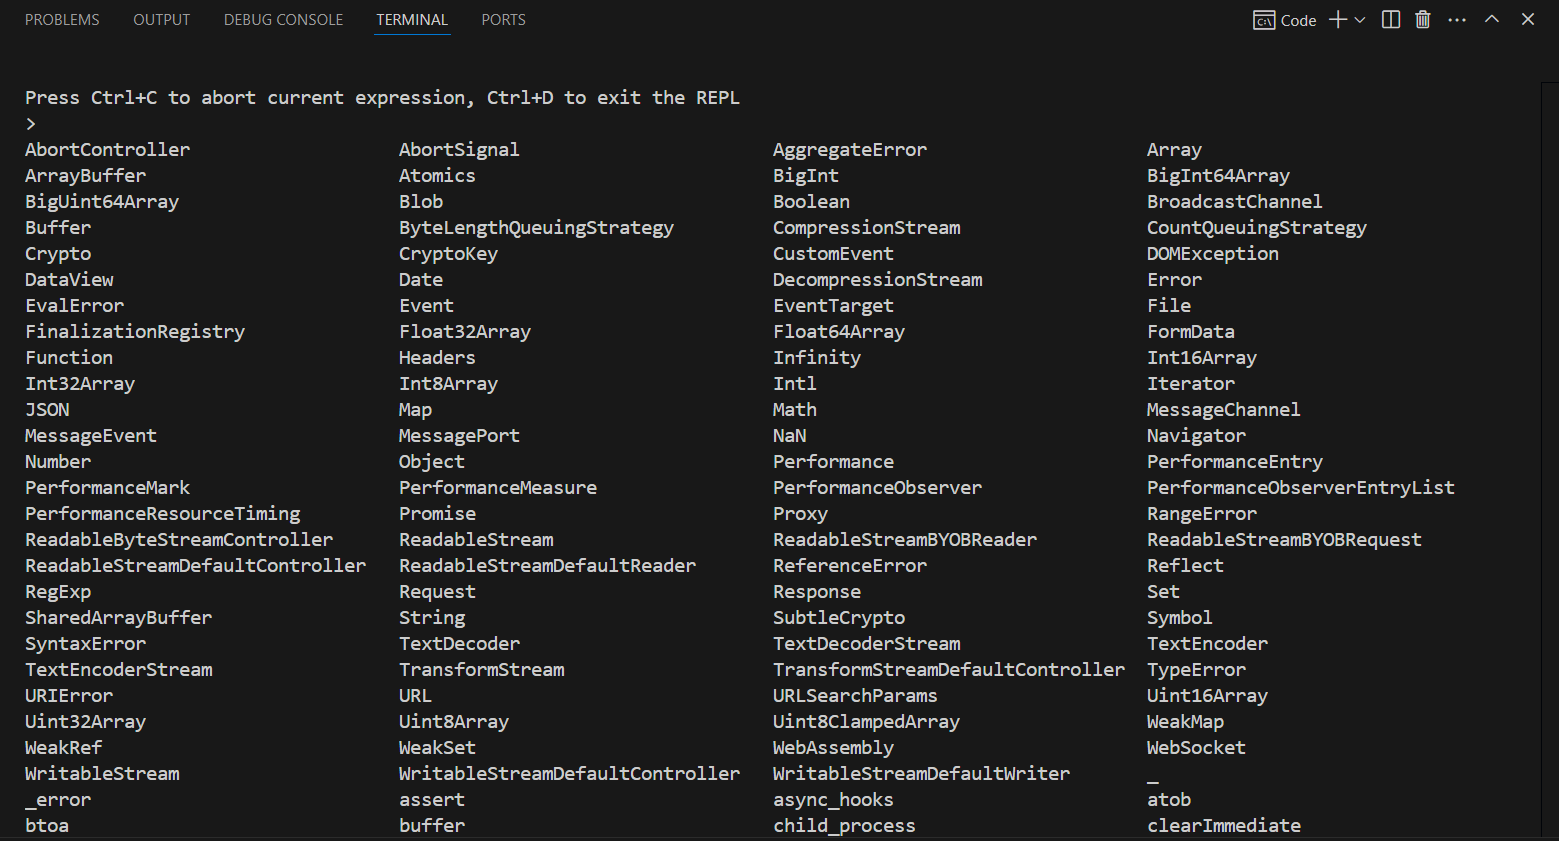 PROBLEMS OUTPUT DEBUG CONSOLE TERMINAL PORTS Code
Press Ctrl+C to abort current expression, Ctrl+D to exit the REPL
>
AbortController AbortSignal AggregateError Array
ArrayBuffer Atomics BigInt BigInt64Array
BigUint64Array Blob Boolean BroadcastChannel
Buffer ByteLengthQueuingStrategy CompressionStream CountQueuingStrategy
Crypto CryptoKey CustomEvent DOMException
DataView Date DecompressionStream Error
EvalError Event EventTarget File
FinalizationRegistry Float32Array Float64Array FormData
Function Headers Infinity Int16Array
Int32Array Int8Array Intl Iterator
JSON Map Math MessageChannel
MessageEvent MessagePort NaN Navigator
Number Object Performance PerformanceEntry
PerformanceMark PerformanceMeasure PerformanceObserver PerformanceObserverEntryList
PerformanceResourceTiming Promise Proxy RangeError
ReadableByteStreamController ReadableStream ReadableStreamBYOBReader ReadableStreamBYOBRequest
ReadableStreamDefaultController ReadableStreamDefaultReader ReferenceError Reflect
RegExp Request Response Set
SharedArrayBuffer String SubtleCrypto Symbol
SyntaxError TextDecoder TextDecoderStream TextEncoder
TextEncoderStream TransformStream TransformStreamDefaultController TypeError
URIError URL URLSearchParams Uint16Array
Uint32Array Uint8Array Uint8ClampedArray WeakMap
WeakRef WeakSet WebAssembly WebSocket
WritableStream WritableStreamDefaultController WritableStreamDefaultWriter _
_error assert async_hooks atob
btoa buffer child_process clearImmediate